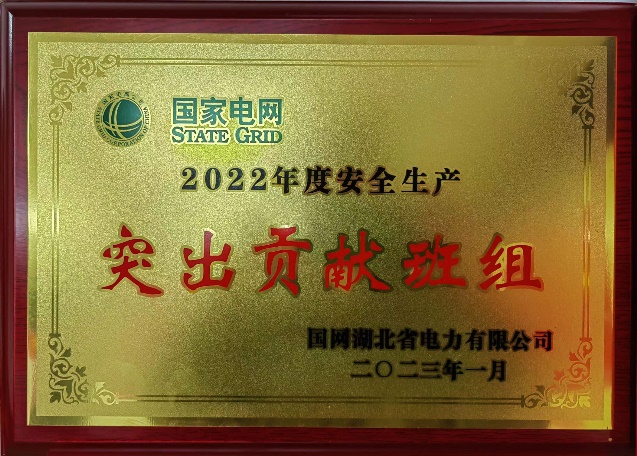 国家电网
STATE GRID
2022年度安全生产
突出贡献班组
国网湖北省电力有限公司
二〇二三年一月